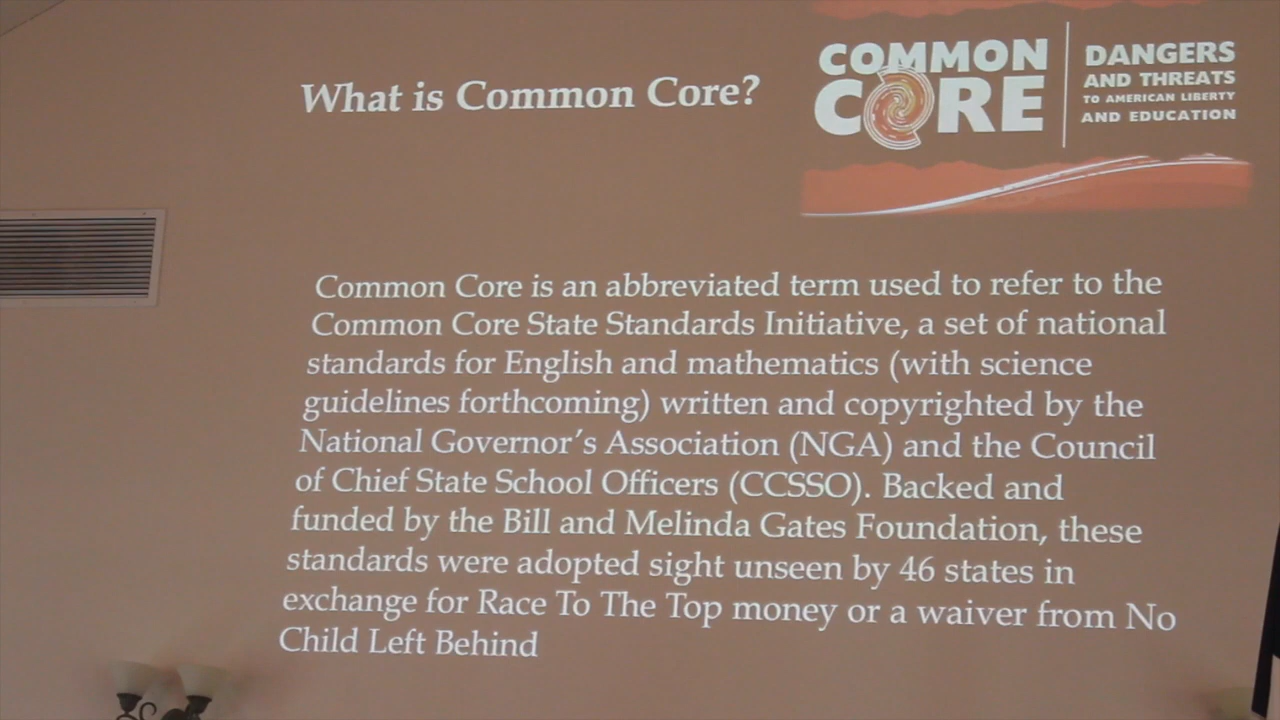 What is Common Core?
COMMON
CORE
DANGERS
AND THREATS
TO AMERICAN LIBERTY
AND EDUCATION
Common Core is an abbreviated term used to refer to the
Common Core State Standards Initiative, a set of national
standards for English and mathematics (with science
guidelines forthcoming) written and copyrighted by the
National Governor's Association (NGA) and the Council
of Chief State School Officers (CCSSO). Backed and
funded by the Bill and Melinda Gates Foundation, these
standards were adopted sight unseen by 46 states in
exchange for Race To The Top money or a waiver from No
Child Left Behind